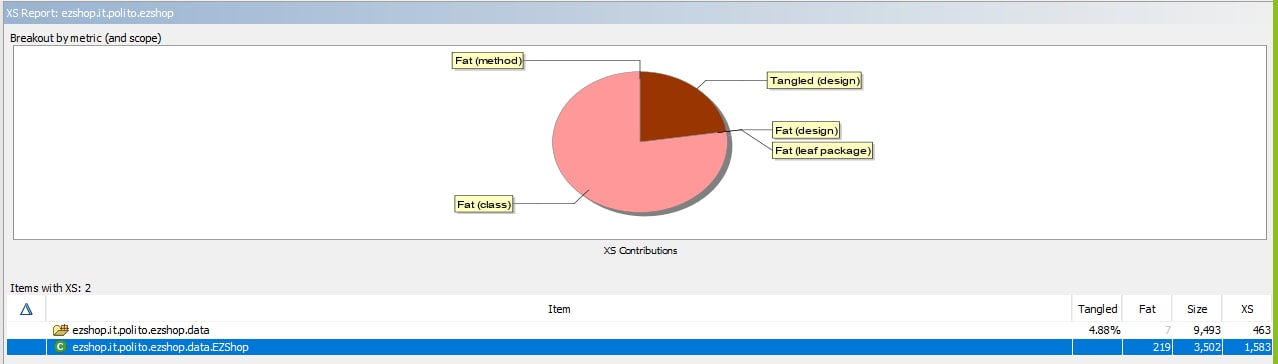 XS Report: ezshop.it.polito.ezshop
Breakout by metric (and scope)
Fat (method)
Tangled (design)
Fat (design)
Fat (leaf package)
Fat (class)
XS Contributions
Items with XS: 2
Item Tangled Fat Size XS
ezshop.it.polito.ezshop.data 4.88% 7 9,493 463
C ezshop.it.polito.ezshop.data.EZShop 219 3,502 1,583